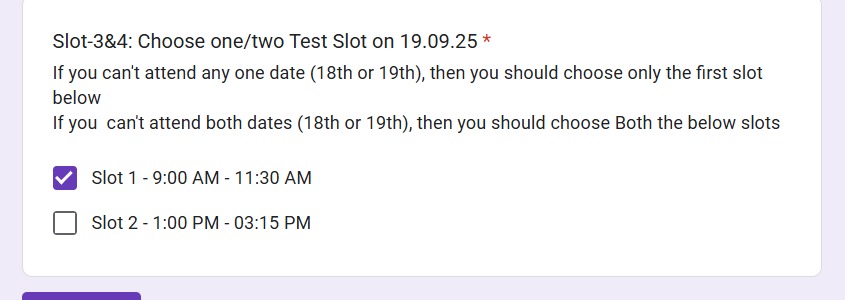 Slot-3&4: Choose one/two Test Slot on 19.09.25 *
If you can't attend any one date (18th or 19th), then you should choose only the first slot
below
If you  can't attend both dates (18th or 19th), then you should choose Both the below slots
Slot 1 - 9:00 AM - 11:30 AM
Slot 2 - 1:00 PM - 03:15 PM